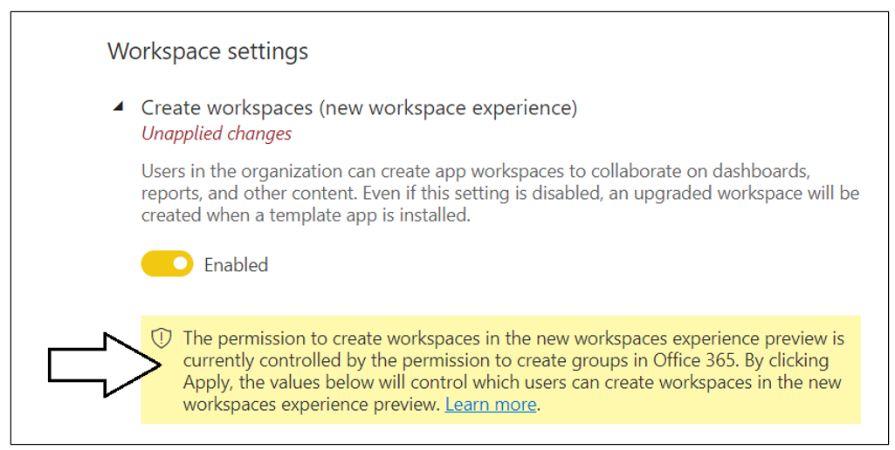 Workspace settings
Create workspaces (new workspace experience)
Unapplied changes
Users in the organization can create app workspaces to collaborate on dashboards,
reports, and other content. Even if this setting is disabled, an upgraded workspace will be
created when a template app is installed.
Enabled
The permission to create workspaces in the new workspaces experience preview is
currently controlled by the permission to create groups in Office 365. By clicking
Apply, the values below will control which users can create workspaces in the new
workspaces experience preview. Learn more.